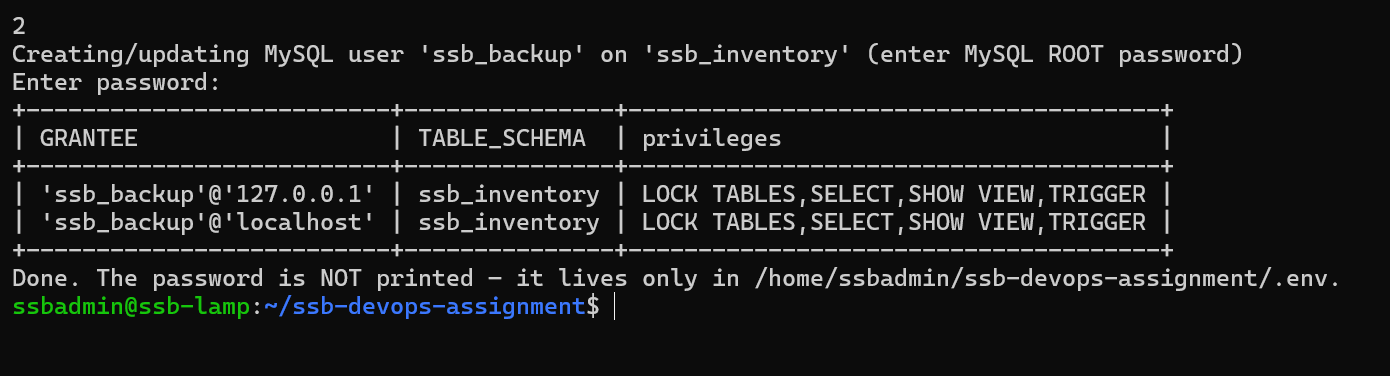 2
Creating/updating MySQL user 'ssb_backup' on 'ssb_inventory' (enter MySQL ROOT password)
Enter password:
+--------------------------+---------------+--------------------------------------+
| GRANTEE                  | TABLE_SCHEMA  | privileges                           |
+--------------------------+---------------+--------------------------------------+
| 'ssb_backup'@'127.0.0.1' | ssb_inventory | LOCK TABLES,SELECT,SHOW VIEW,TRIGGER |
| 'ssb_backup'@'localhost' | ssb_inventory | LOCK TABLES,SELECT,SHOW VIEW,TRIGGER |
+--------------------------+---------------+--------------------------------------+
Done. The password is NOT printed — it lives only in /home/ssbadmin/ssb-devops-assignment/.env.
ssbadmin@ssb-lamp:~/ssb-devops-assignment$